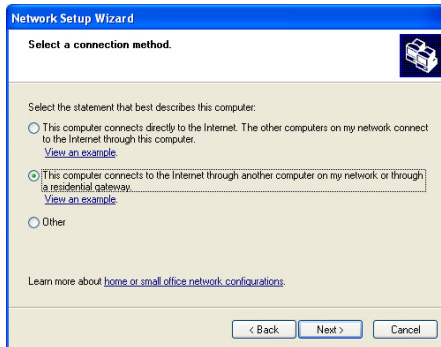 Network Setup Wizard
Select a connection method.
Select the statement that best describes this computer:
This computer connects directly to the Internet. The other computers on my network connect
to the Internet through this computer.
View an example.
This computer connects to the Internet through another computer on my network or through
a residential gateway.
View an example.
Other
Learn more about home or small office network configurations.
< Back Next > Cancel